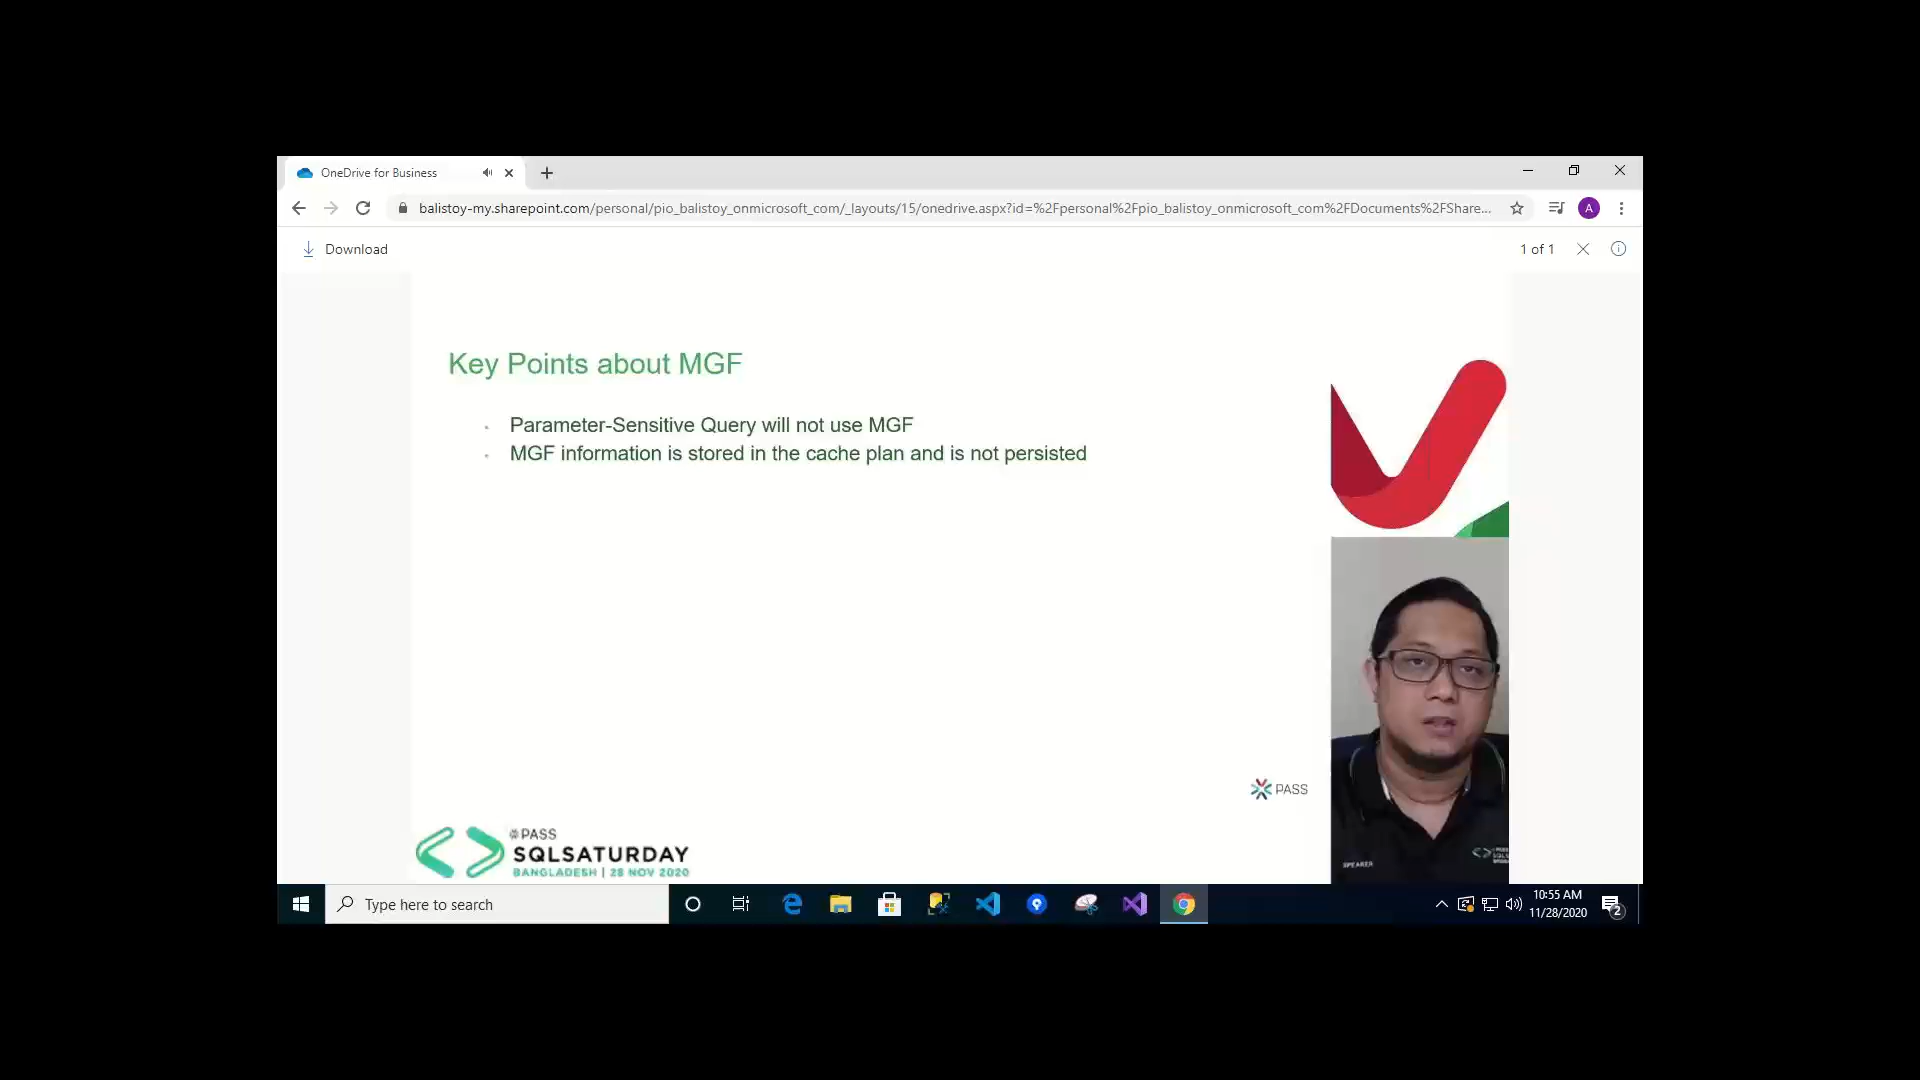 OneDrive for Business
balistoy-my.sharepoint.com/personal/pio_balistoy_onmicrosoft_com/_layouts/15/onedrive.aspx?id=%2Fpersonal%2Fpio_balistoy_onmicrosoft_com%2FDocuments%2FShare...
A
Download
1 of 1
Key Points about MGF
Parameter-Sensitive Query will not use MGF
MGF information is stored in the cache plan and is not persisted
PASS
PASS
SQLSATURDAY
BANGLADESH | 28 NOV 2020
SPEAKER
Type here to search
10:55 AM
11/28/2020
2